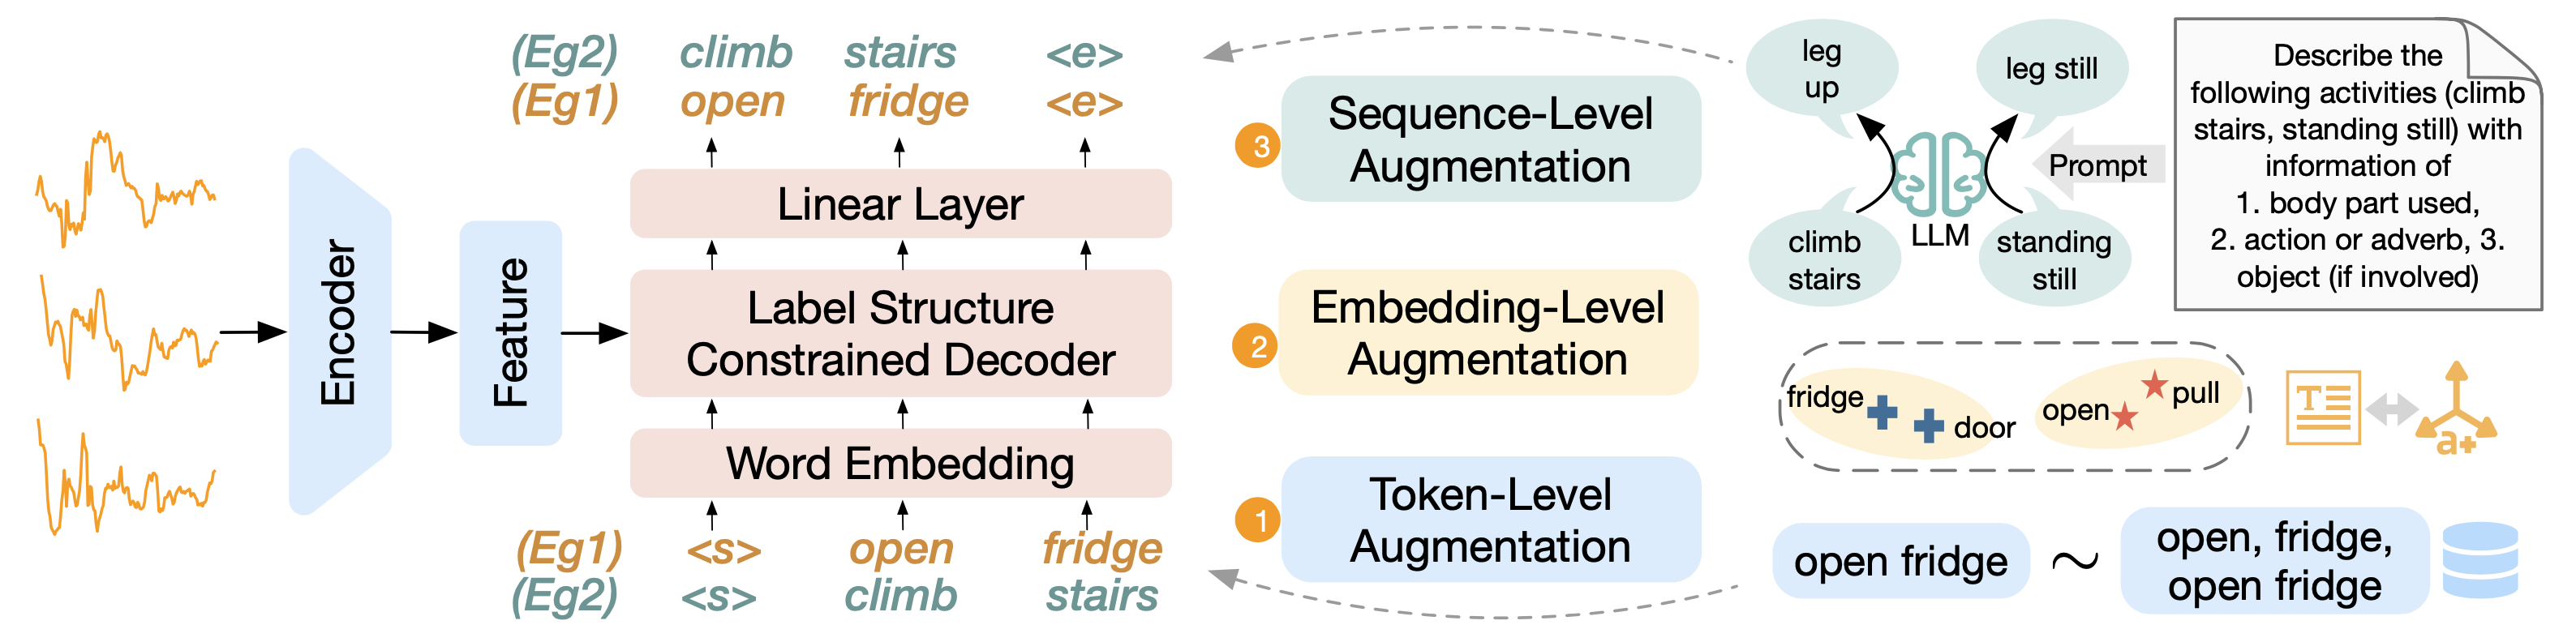 (Eg2) climb stairs <e>
(Eg1) open fridge <e>
Linear Layer
Label Structure
Constrained Decoder
Word Embedding
(Eg1) <s> open fridge
(Eg2) <s> climb stairs
Encoder
Feature
3
Sequence-Level
Augmentation
2
Embedding-Level
Augmentation
1
Token-Level
Augmentation
leg
up
leg still
climb
stairs
LLM
standing
still
Prompt
Describe the
following activities (climb
stairs, standing still) with
information of
1. body part used,
2. action or adverb, 3.
object (if involved)
fridge
door
open
pull
T
a+
open fridge
~
open, fridge,
open fridge